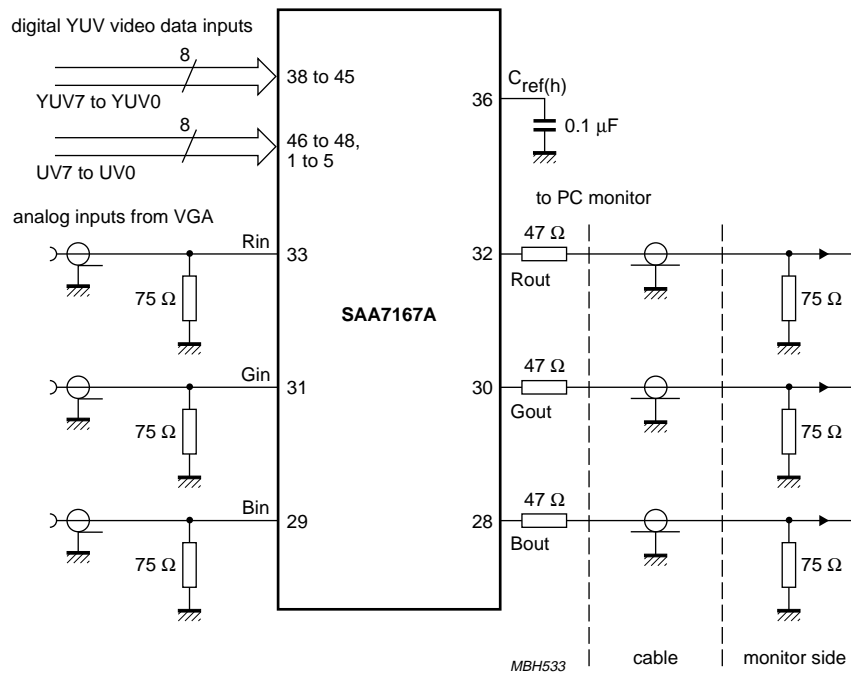 digital YUV video data inputs
8
YUV7 to YUV0
38 to 45
8
UV7 to UV0
46 to 48,
1 to 5
36
Cref(h)
0.1 μF
analog inputs from VGA
to PC monitor
Rin
33
75 Ω
SAA7167A
32
47 Ω
Rout
75 Ω
Gin
31
75 Ω
30
47 Ω
Gout
75 Ω
Bin
29
75 Ω
28
47 Ω
Bout
75 Ω
MBH533
cable
monitor side